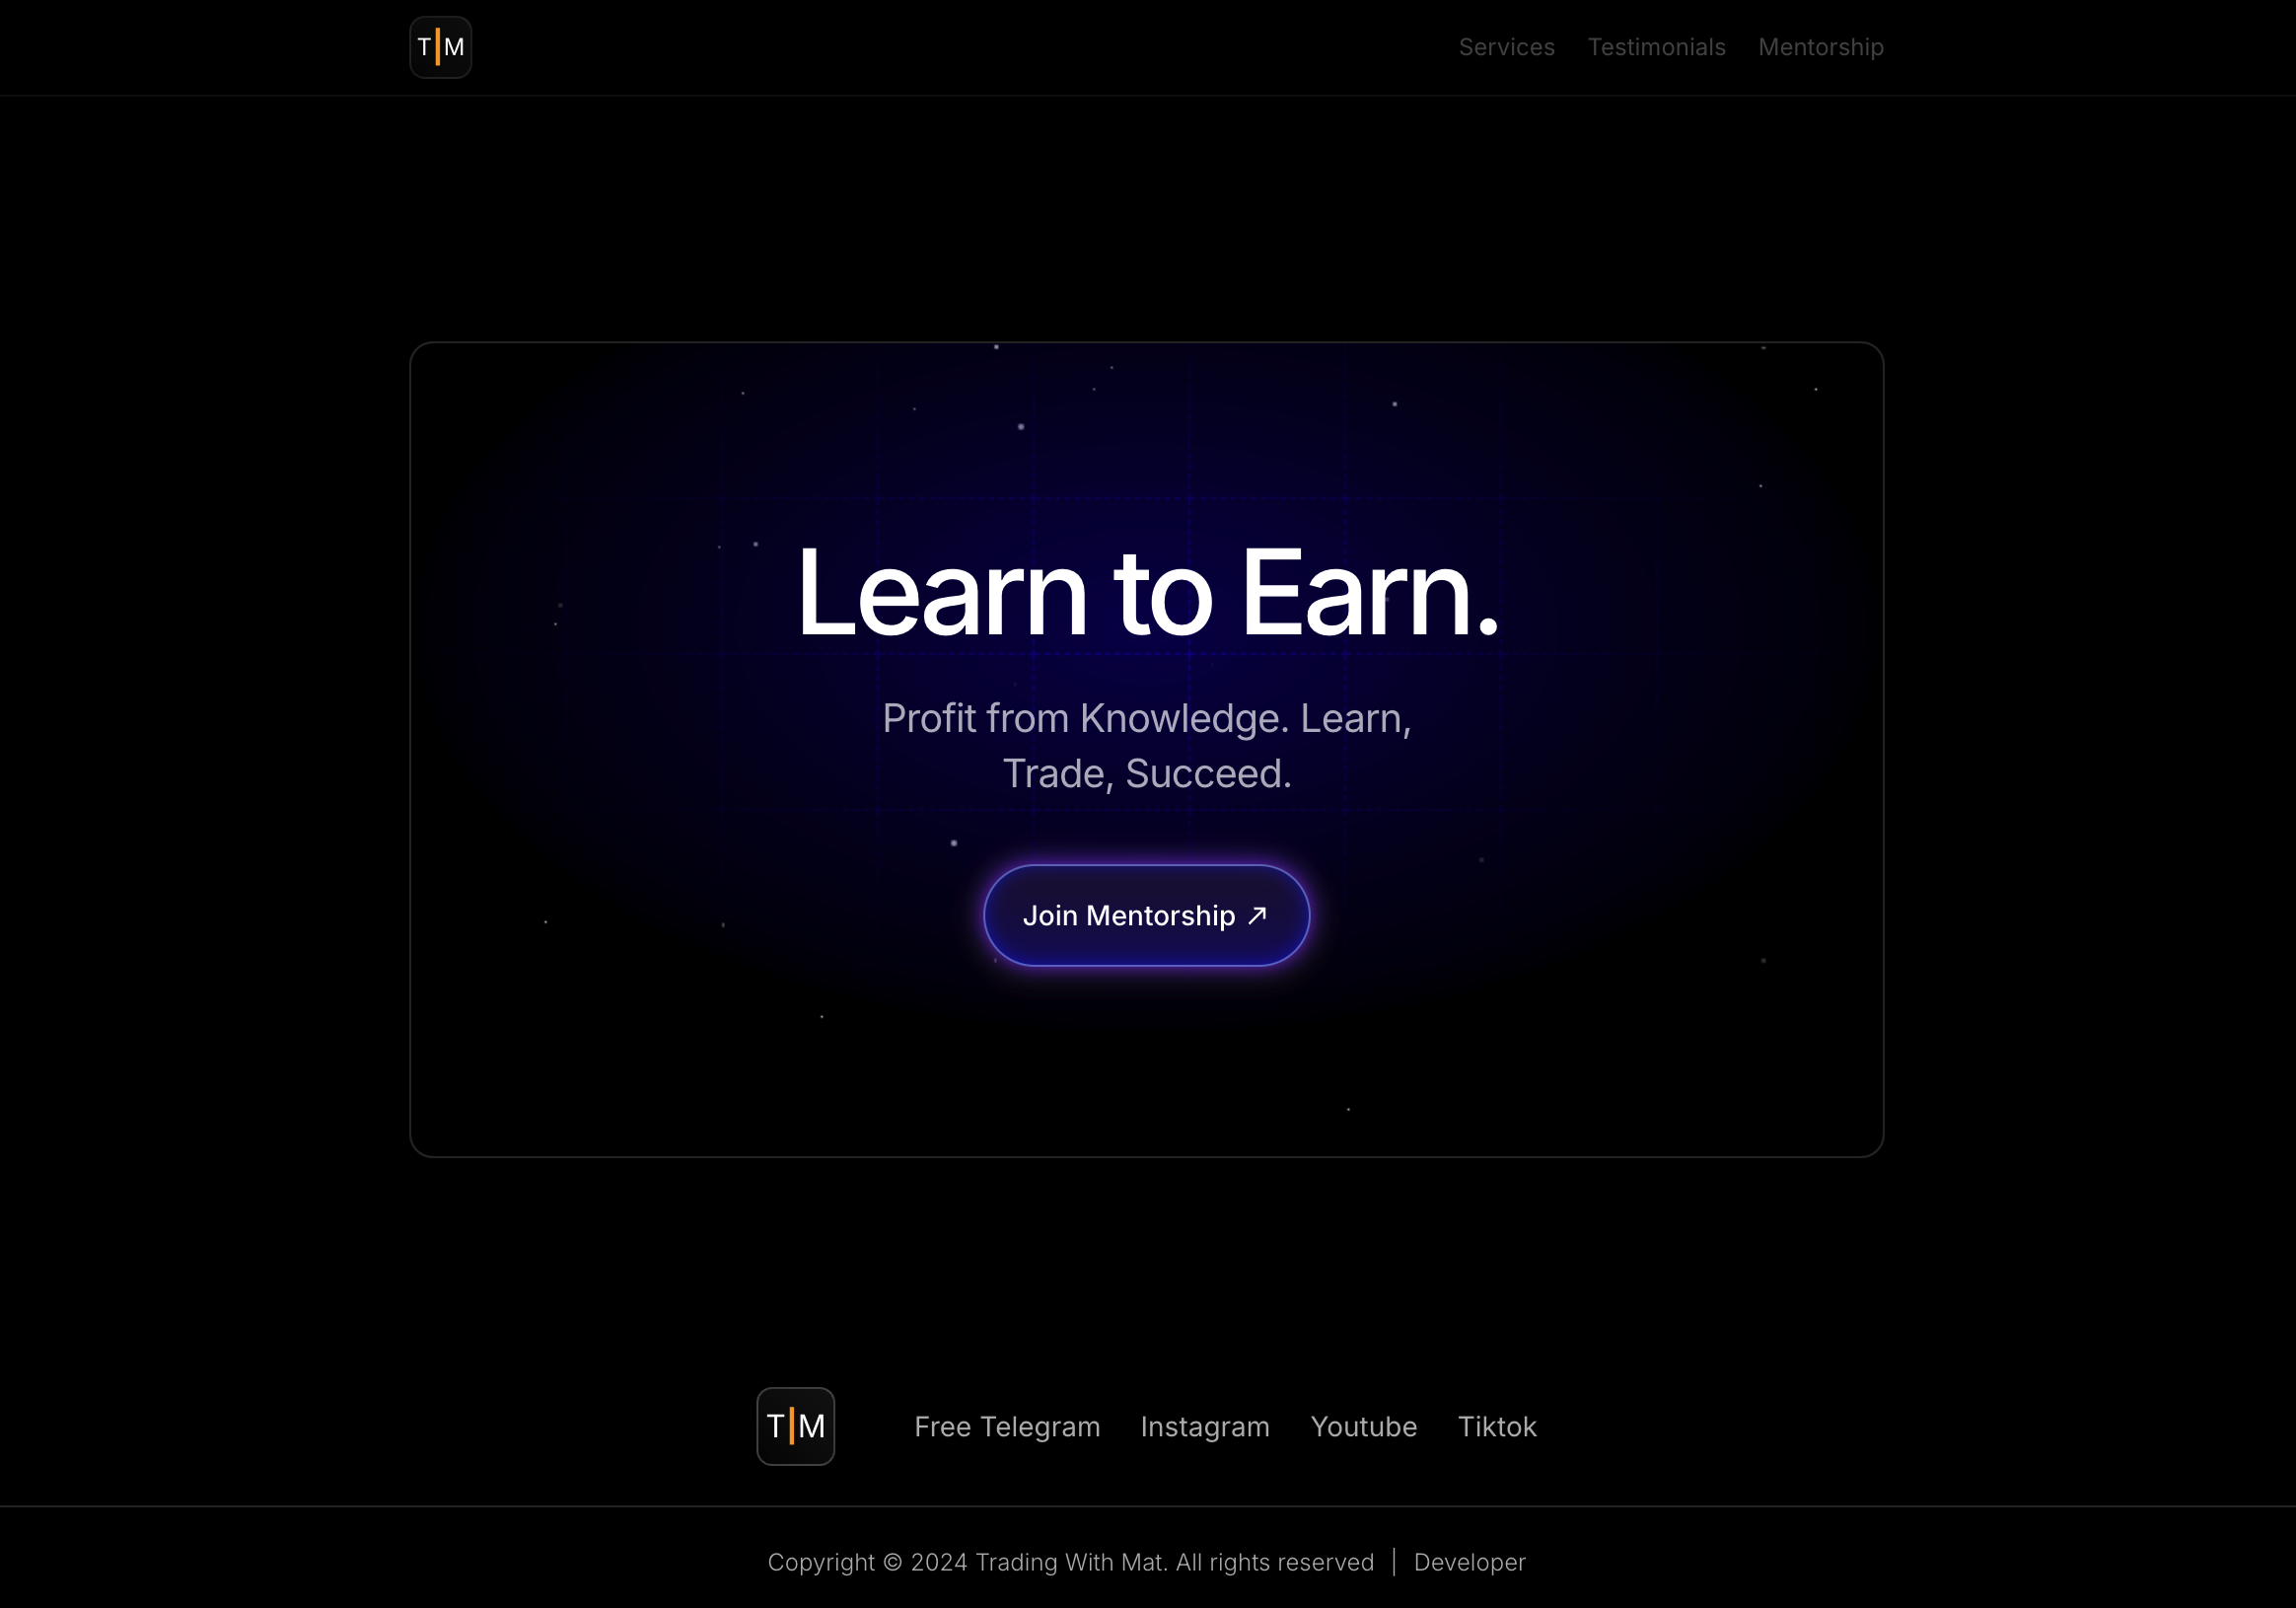 T|M
Services Testimonials Mentorship
Learn to Earn.
Profit from Knowledge. Learn,
Trade, Succeed.
Join Mentorship ↗
T|M
Free Telegram Instagram Youtube Tiktok
Copyright © 2024 Trading With Mat. All rights reserved | Developer